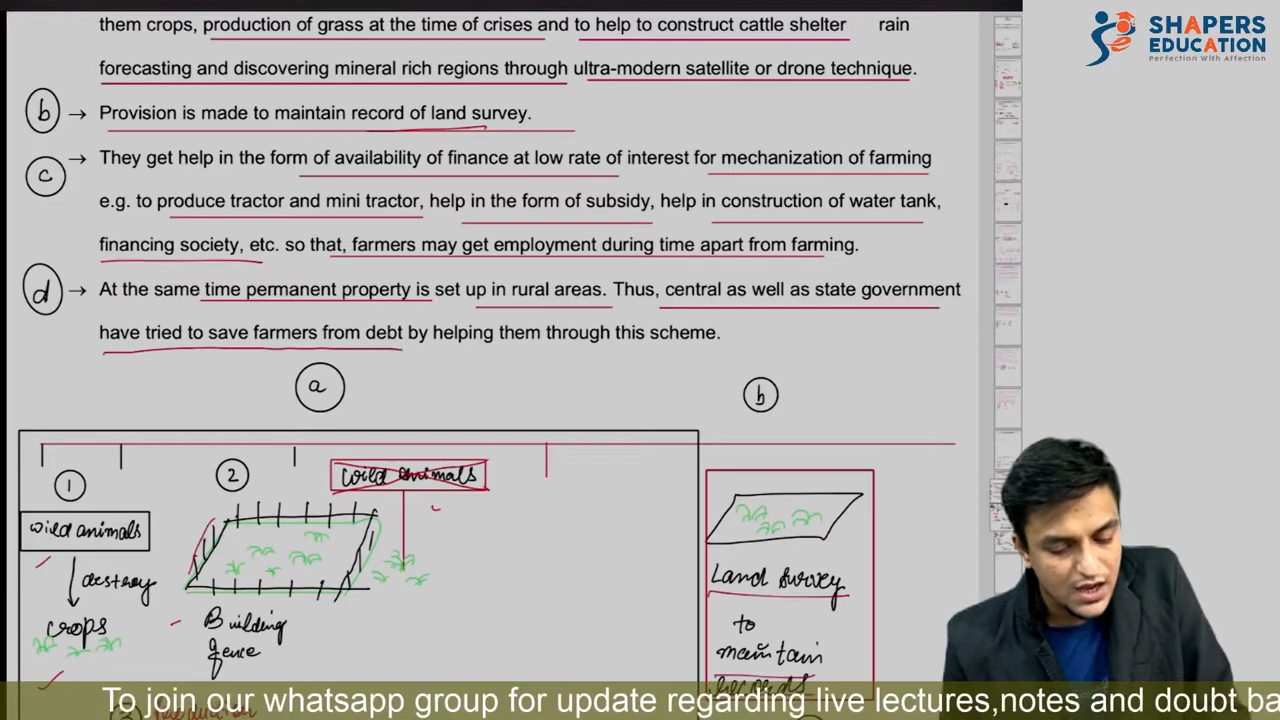 them crops, production of grass at the time of crises and to help to construct cattle shelter rain
SHAPERS
EDUCATION
Perfection With Affection
forecasting and discovering mineral rich regions through ultra-modern satellite or drone technique.
b → Provision is made to maintain record of land survey.
c → They get help in the form of availability of finance at low rate of interest for mechanization of farming
e.g. to produce tractor and mini tractor, help in the form of subsidy, help in construction of water tank,
financing society, etc. so that, farmers may get employment during time apart from farming.
d → At the same time permanent property is set up in rural areas. Thus, central as well as state government
have tried to save farmers from debt by helping them through this scheme.
a
b
1
2
wild animals
wild animals
destroy
crops
Building
fence
Land survey
to
maintain
records
To join our whatsapp group for update regarding live lectures,notes and doubt ba